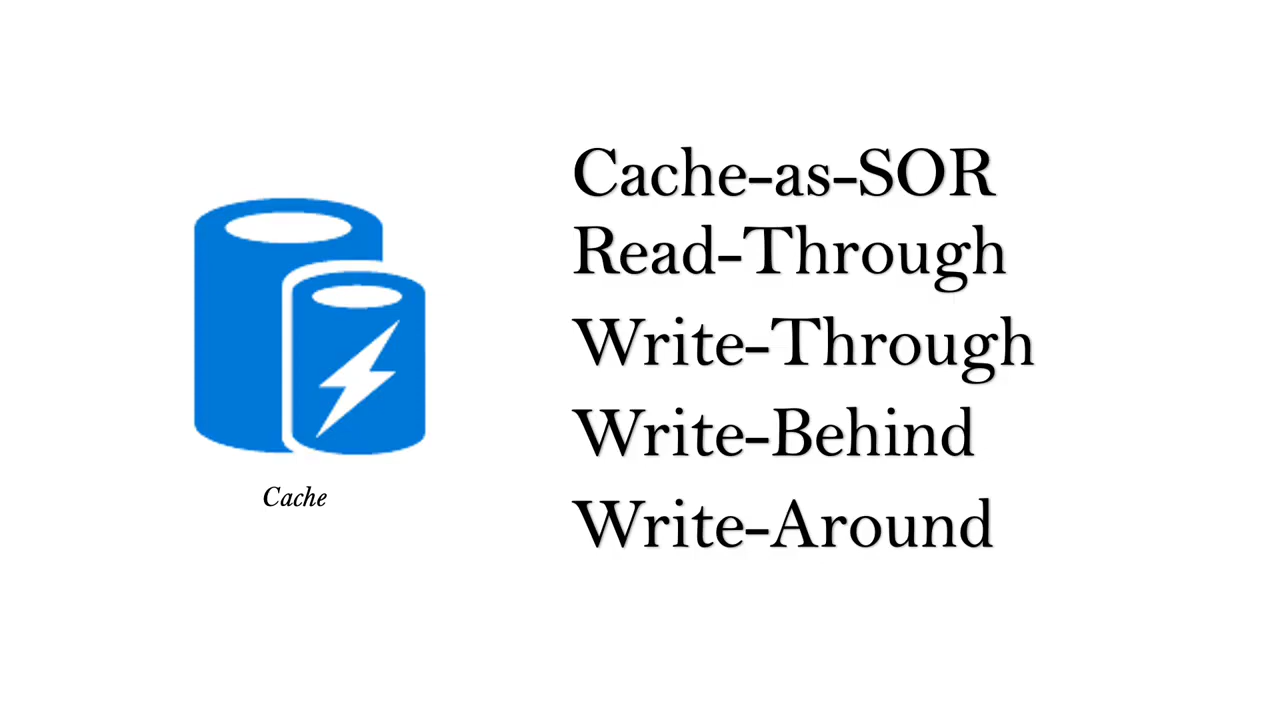 Cache-as-SOR
Read-Through
Write-Through
Write-Behind
Write-Around
Cache